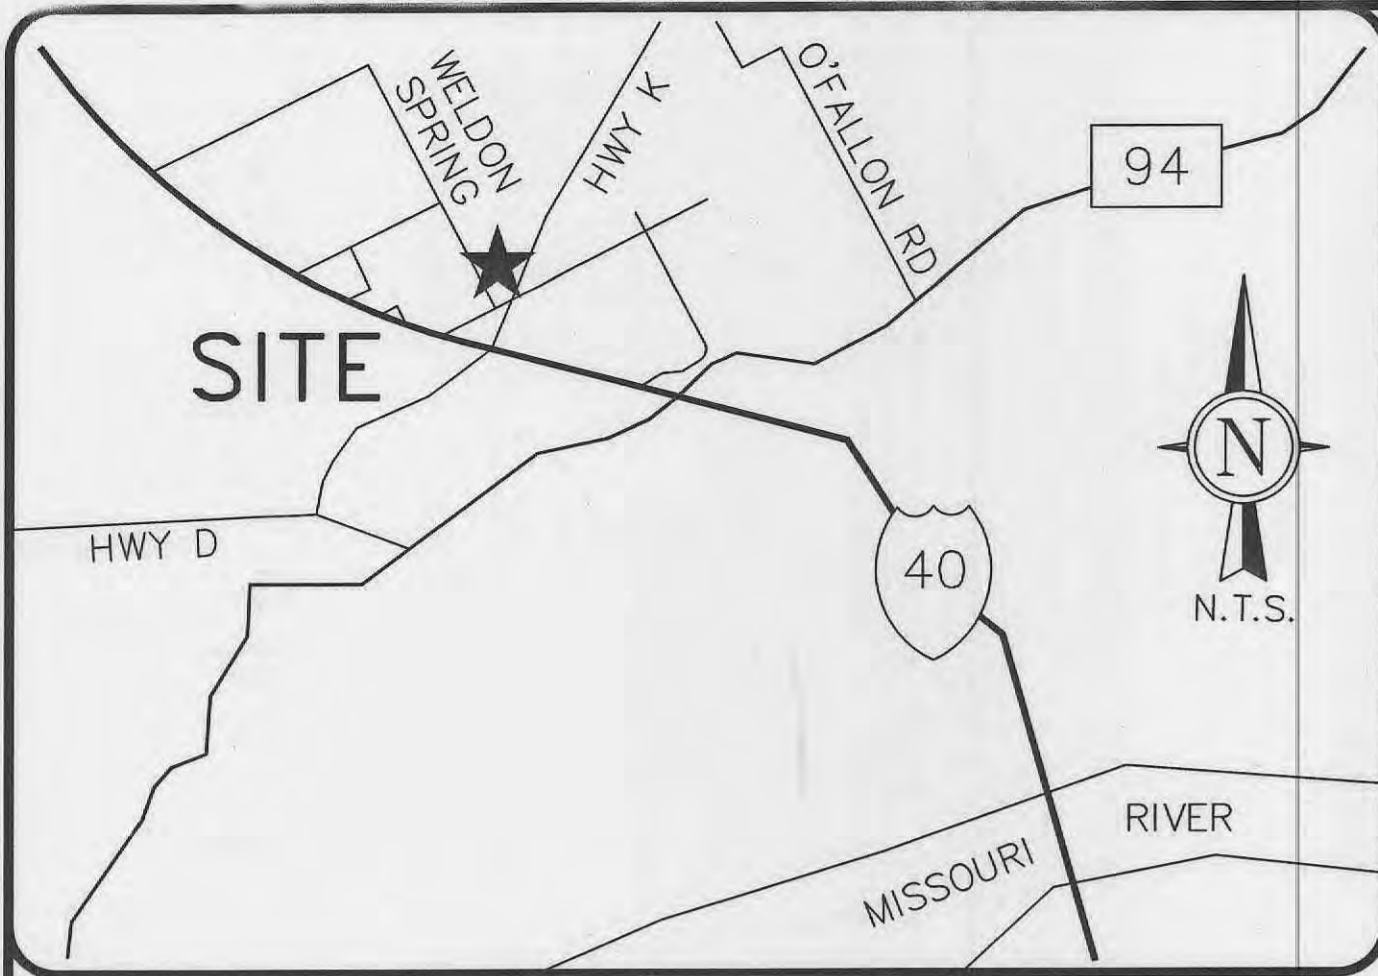 WELDON
SPRING
HWY K
O'FALLON RD
94
SITE
N
HWY D
40
N.T.S.
MISSOURI
RIVER